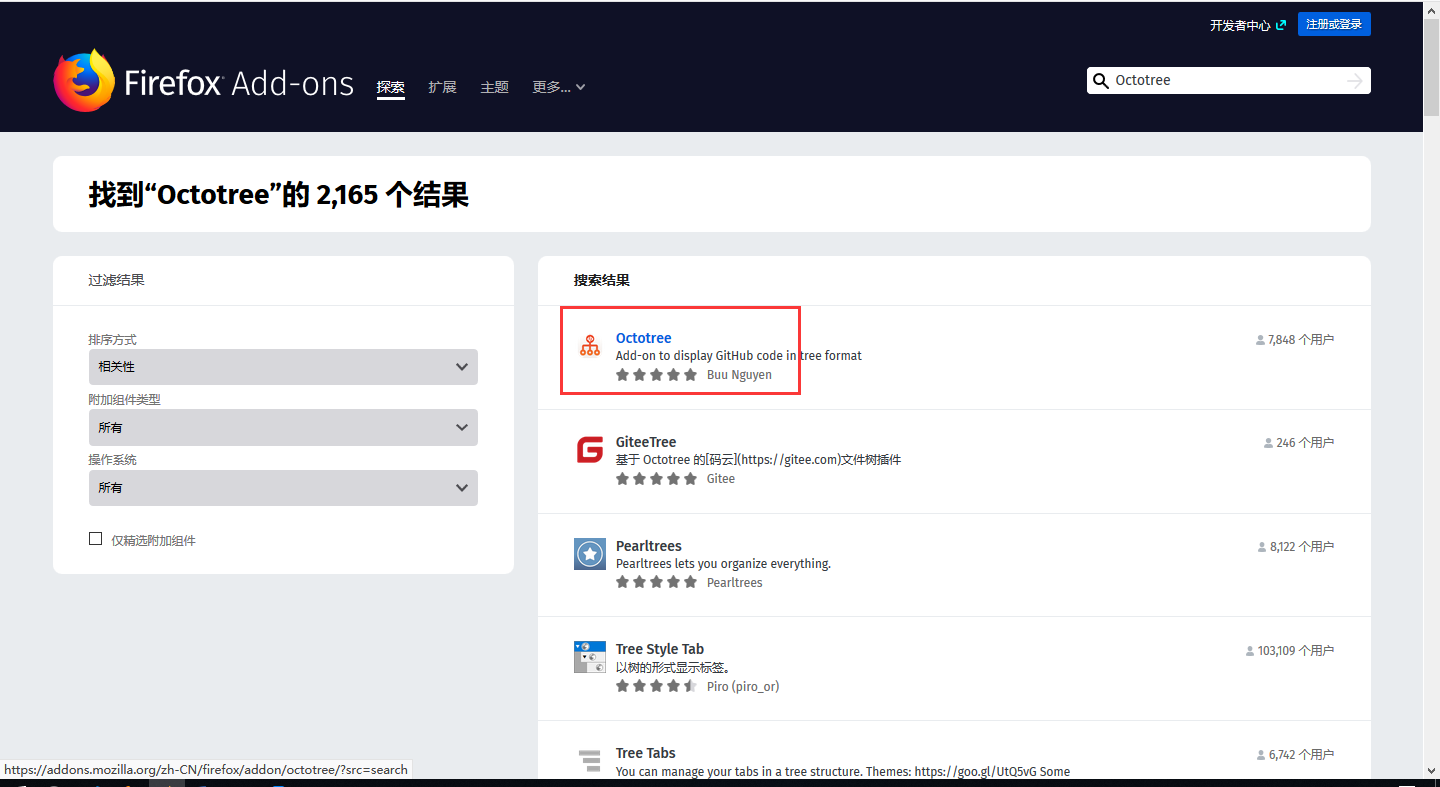 开发者中心
注册或登录
Firefox Add-ons
探索
扩展
主题
更多...
Octotree
找到“Octotree”的 2,165 个结果
过滤结果
排序方式
相关性
附加组件类型
所有
操作系统
所有
仅精选附加组件
搜索结果
Octotree
7,848 个用户
Add-on to display GitHub code in tree format
Buu Nguyen
GiteeTree
246 个用户
基于 Octotree 的[码云](https://gitee.com)文件树插件
Gitee
Pearltrees
8,122 个用户
Pearltrees lets you organize everything.
Pearltrees
Tree Style Tab
103,109 个用户
以树的形式显示标签。
Piro (piro_or)
Tree Tabs
6,742 个用户
You can manage your tabs in a tree structure. Themes: https://goo.gl/UtQ5vG Some
https://addons.mozilla.org/zh-CN/firefox/addon/octotree/?src=search